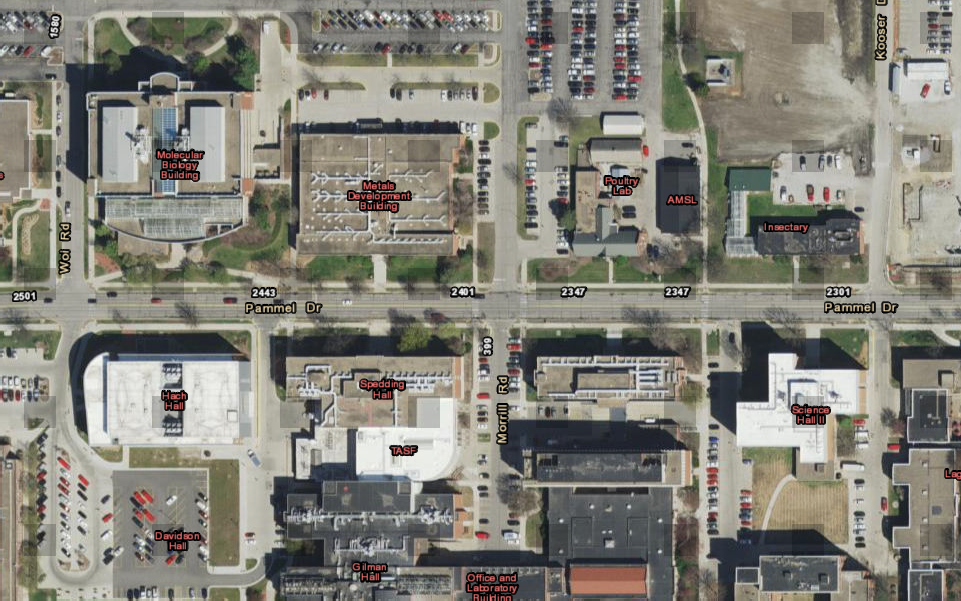 1580
Kooser D
Molecular
Biology
Building
s
Metals
Development
Building
Poultry
Lab
AMSL
Wol Rd
Insectary
2501
2443
2401
2347
2347
2301
Pammel Dr
Pammel Dr
399
Morrill Rd
Hach
Hall
Spedding
Hall
Science
Hall II
TASF
Lag
Davidson
Hall
Gilman
Hall
Office and
Laboratory
Building